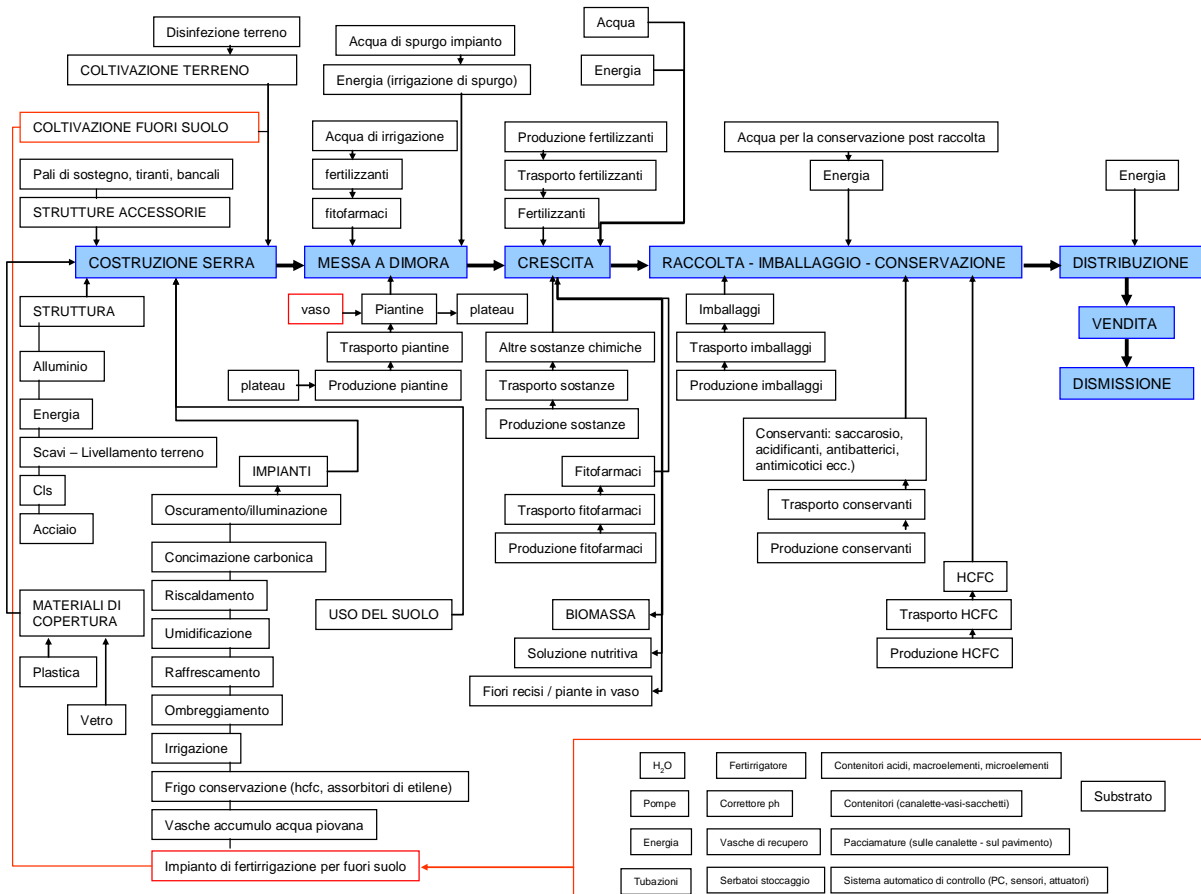 Disinfezione terreno
COLTIVAZIONE TERRENO
COLTIVAZIONE FUORI SUOLO
Pali di sostegno, tiranti, bancali
STRUTTURE ACCESSORIE
Acqua di spurgo impianto
Energia (irrigazione di spurgo)
Acqua di irrigazione
fertilizzanti
fitofarmaci
Acqua
Energia
Produzione fertilizzanti
Trasporto fertilizzanti
Fertilizzanti
Acqua per la conservazione post raccolta
Energia
Energia
COSTRUZIONE SERRA
MESSA A DIMORA
CRESCITA
RACCOLTA - IMBALLAGGIO - CONSERVAZIONE
DISTRIBUZIONE
VENDITA
DISMISSIONE
STRUTTURA
Alluminio
Energia
Scavi – Livellamento terreno
Cls
Acciaio
MATERIALI DI
COPERTURA
Plastica
Vetro
IMPIANTI
Oscuramento/illuminazione
Concimazione carbonica
Riscaldamento
Umidificazione
Raffrescamento
Ombreggiamento
Irrigazione
Frigo conservazione (hcfc, assorbitori di etilene)
Vasche accumulo acqua piovana
Impianto di fertirrigazione per fuori suolo
USO DEL SUOLO
vaso
Piantine
plateau
Trasporto piantine
plateau
Produzione piantine
Altre sostanze chimiche
Trasporto sostanze
Produzione sostanze
Fitofarmaci
Trasporto fitofarmaci
Produzione fitofarmaci
BIOMASSA
Soluzione nutritiva
Fiori recisi / piante in vaso
Imballaggi
Trasporto imballaggi
Produzione imballaggi
Conservanti: saccarosio,
acidificanti, antibatterici,
antimicotici ecc.)
Trasporto conservanti
Produzione conservanti
HCFC
Trasporto HCFC
Produzione HCFC
H₂O
Fertirrigatore
Contenitori acidi, macroelementi, microelementi
Substrato
Pompe
Correttore ph
Contenitori (canalette-vasi-sacchetti)
Energia
Vasche di recupero
Pacciamature (sulle canalette - sul pavimento)
Tubazioni
Serbatoi stoccaggio
Sistema automatico di controllo (PC, sensori, attuatori)